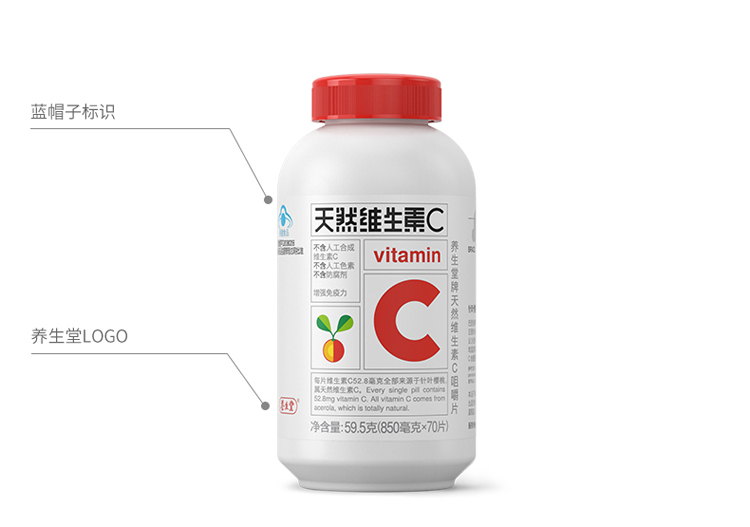 蓝帽子标识
养生堂LOGO
天然维生素C
不含人工合成
维生素C
不含人工色素
不含防腐剂
增强免疫力
vitamin
C
养生堂牌天然维生素C咀嚼片
每片维生素C52.8毫克全部来源于针叶樱桃,
属天然维生素C。Every single pill contains
52.8mg vitamin C. All vitamin C comes from
acerola, which is totally natural.
净含量:59.5克(850毫克×70片)
养生堂